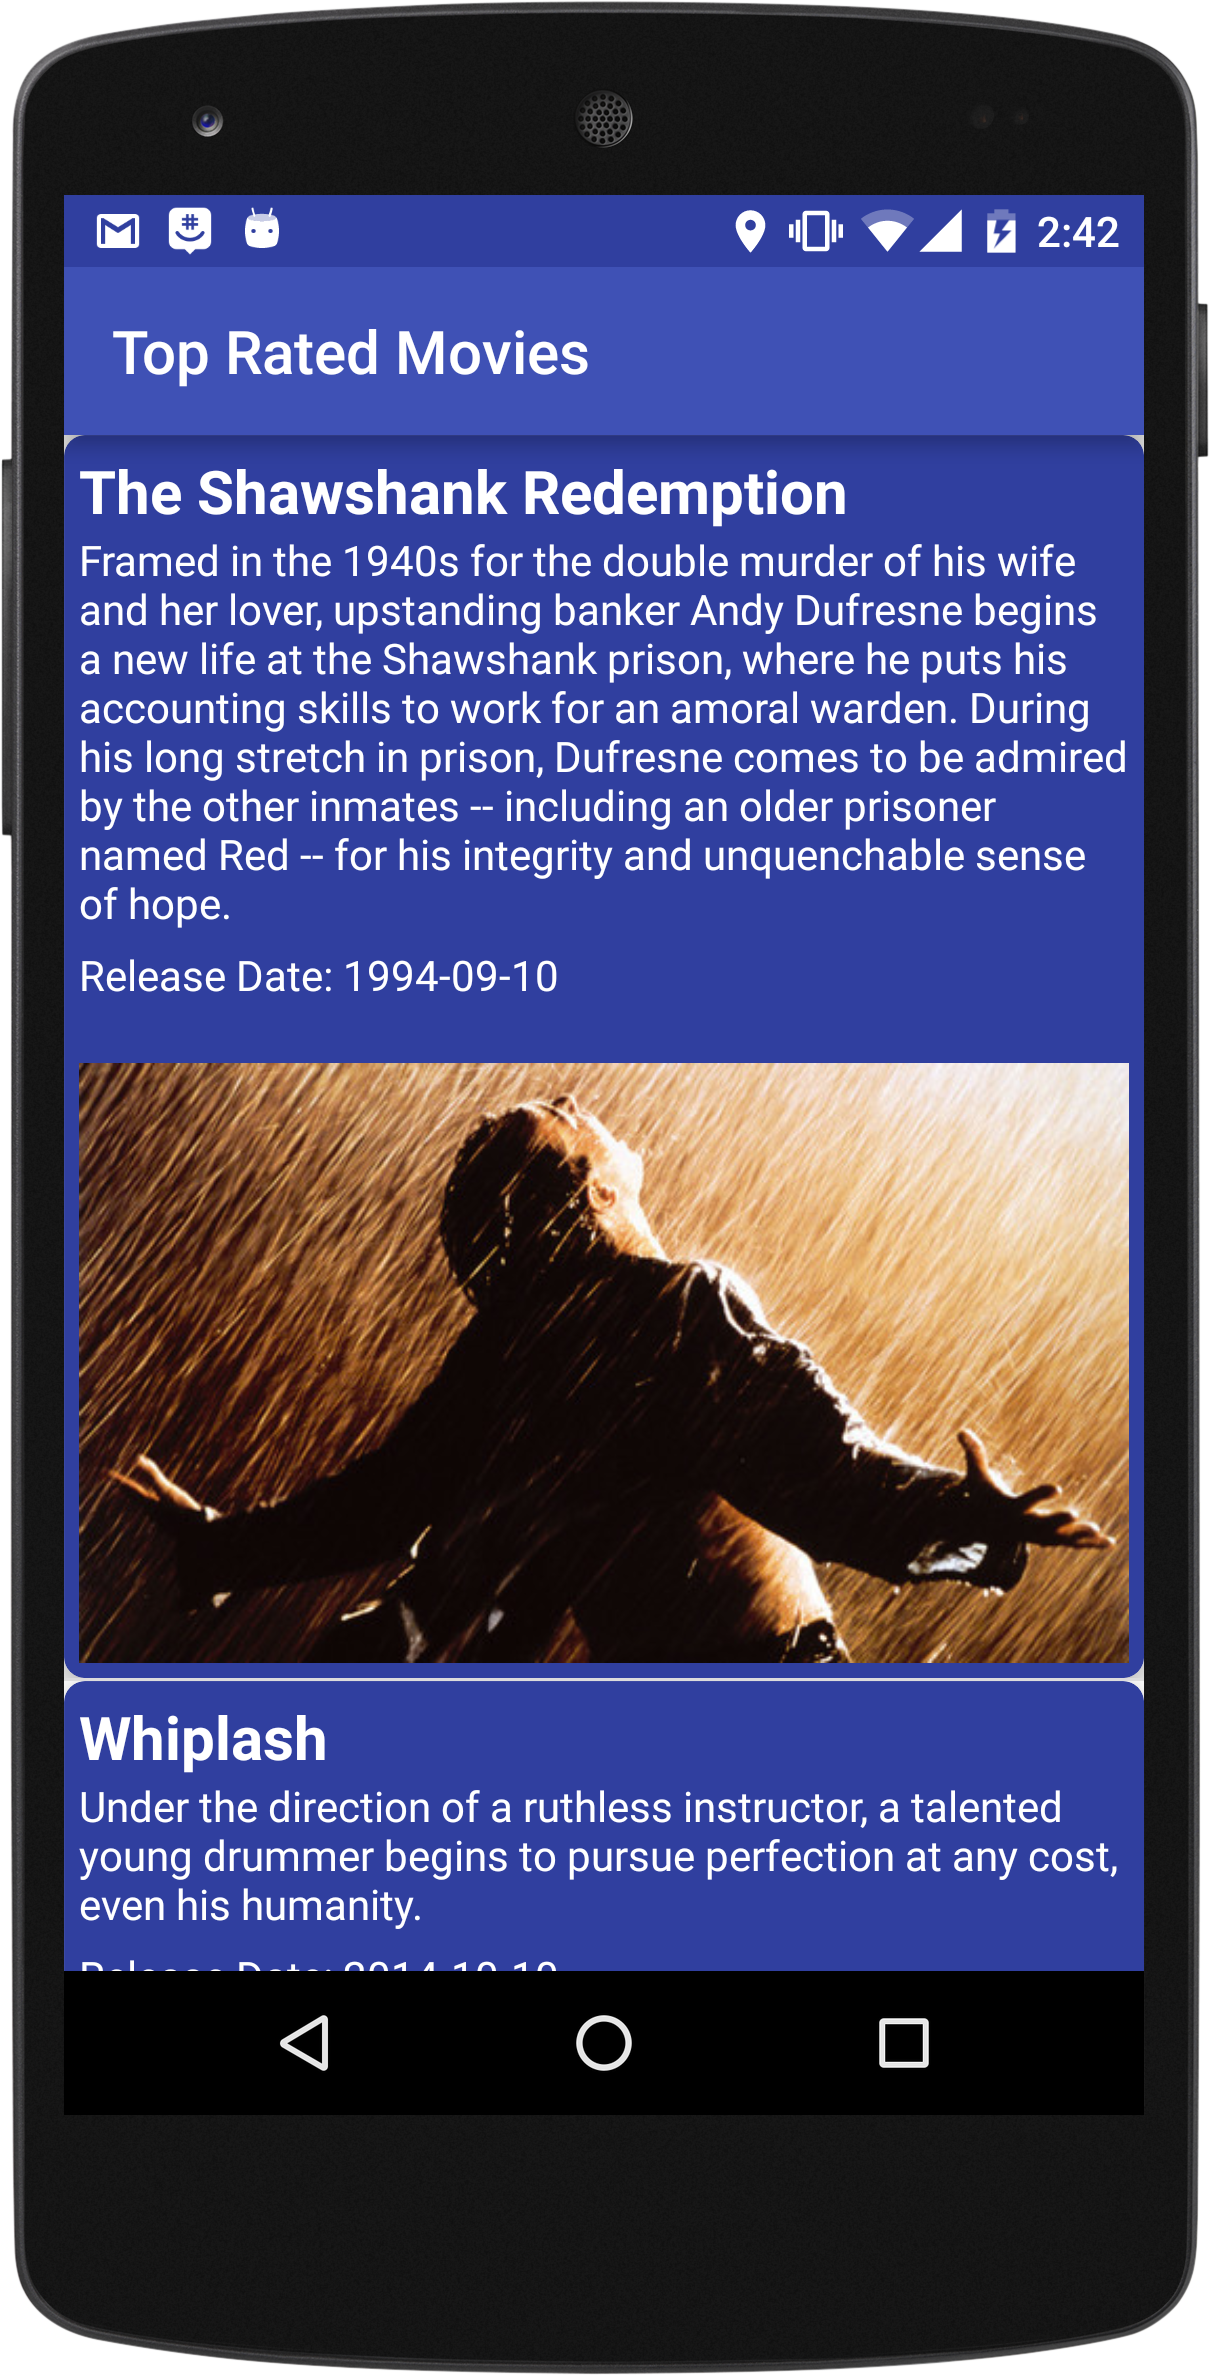 2:42
Top Rated Movies
The Shawshank Redemption
Framed in the 1940s for the double murder of his wife
and her lover, upstanding banker Andy Dufresne begins
a new life at the Shawshank prison, where he puts his
accounting skills to work for an amoral warden. During
his long stretch in prison, Dufresne comes to be admired
by the other inmates -- including an older prisoner
named Red -- for his integrity and unquenchable sense
of hope.
Release Date: 1994-09-10
Whiplash
Under the direction of a ruthless instructor, a talented
young drummer begins to pursue perfection at any cost,
even his humanity.
Release Date: 2014-10-10